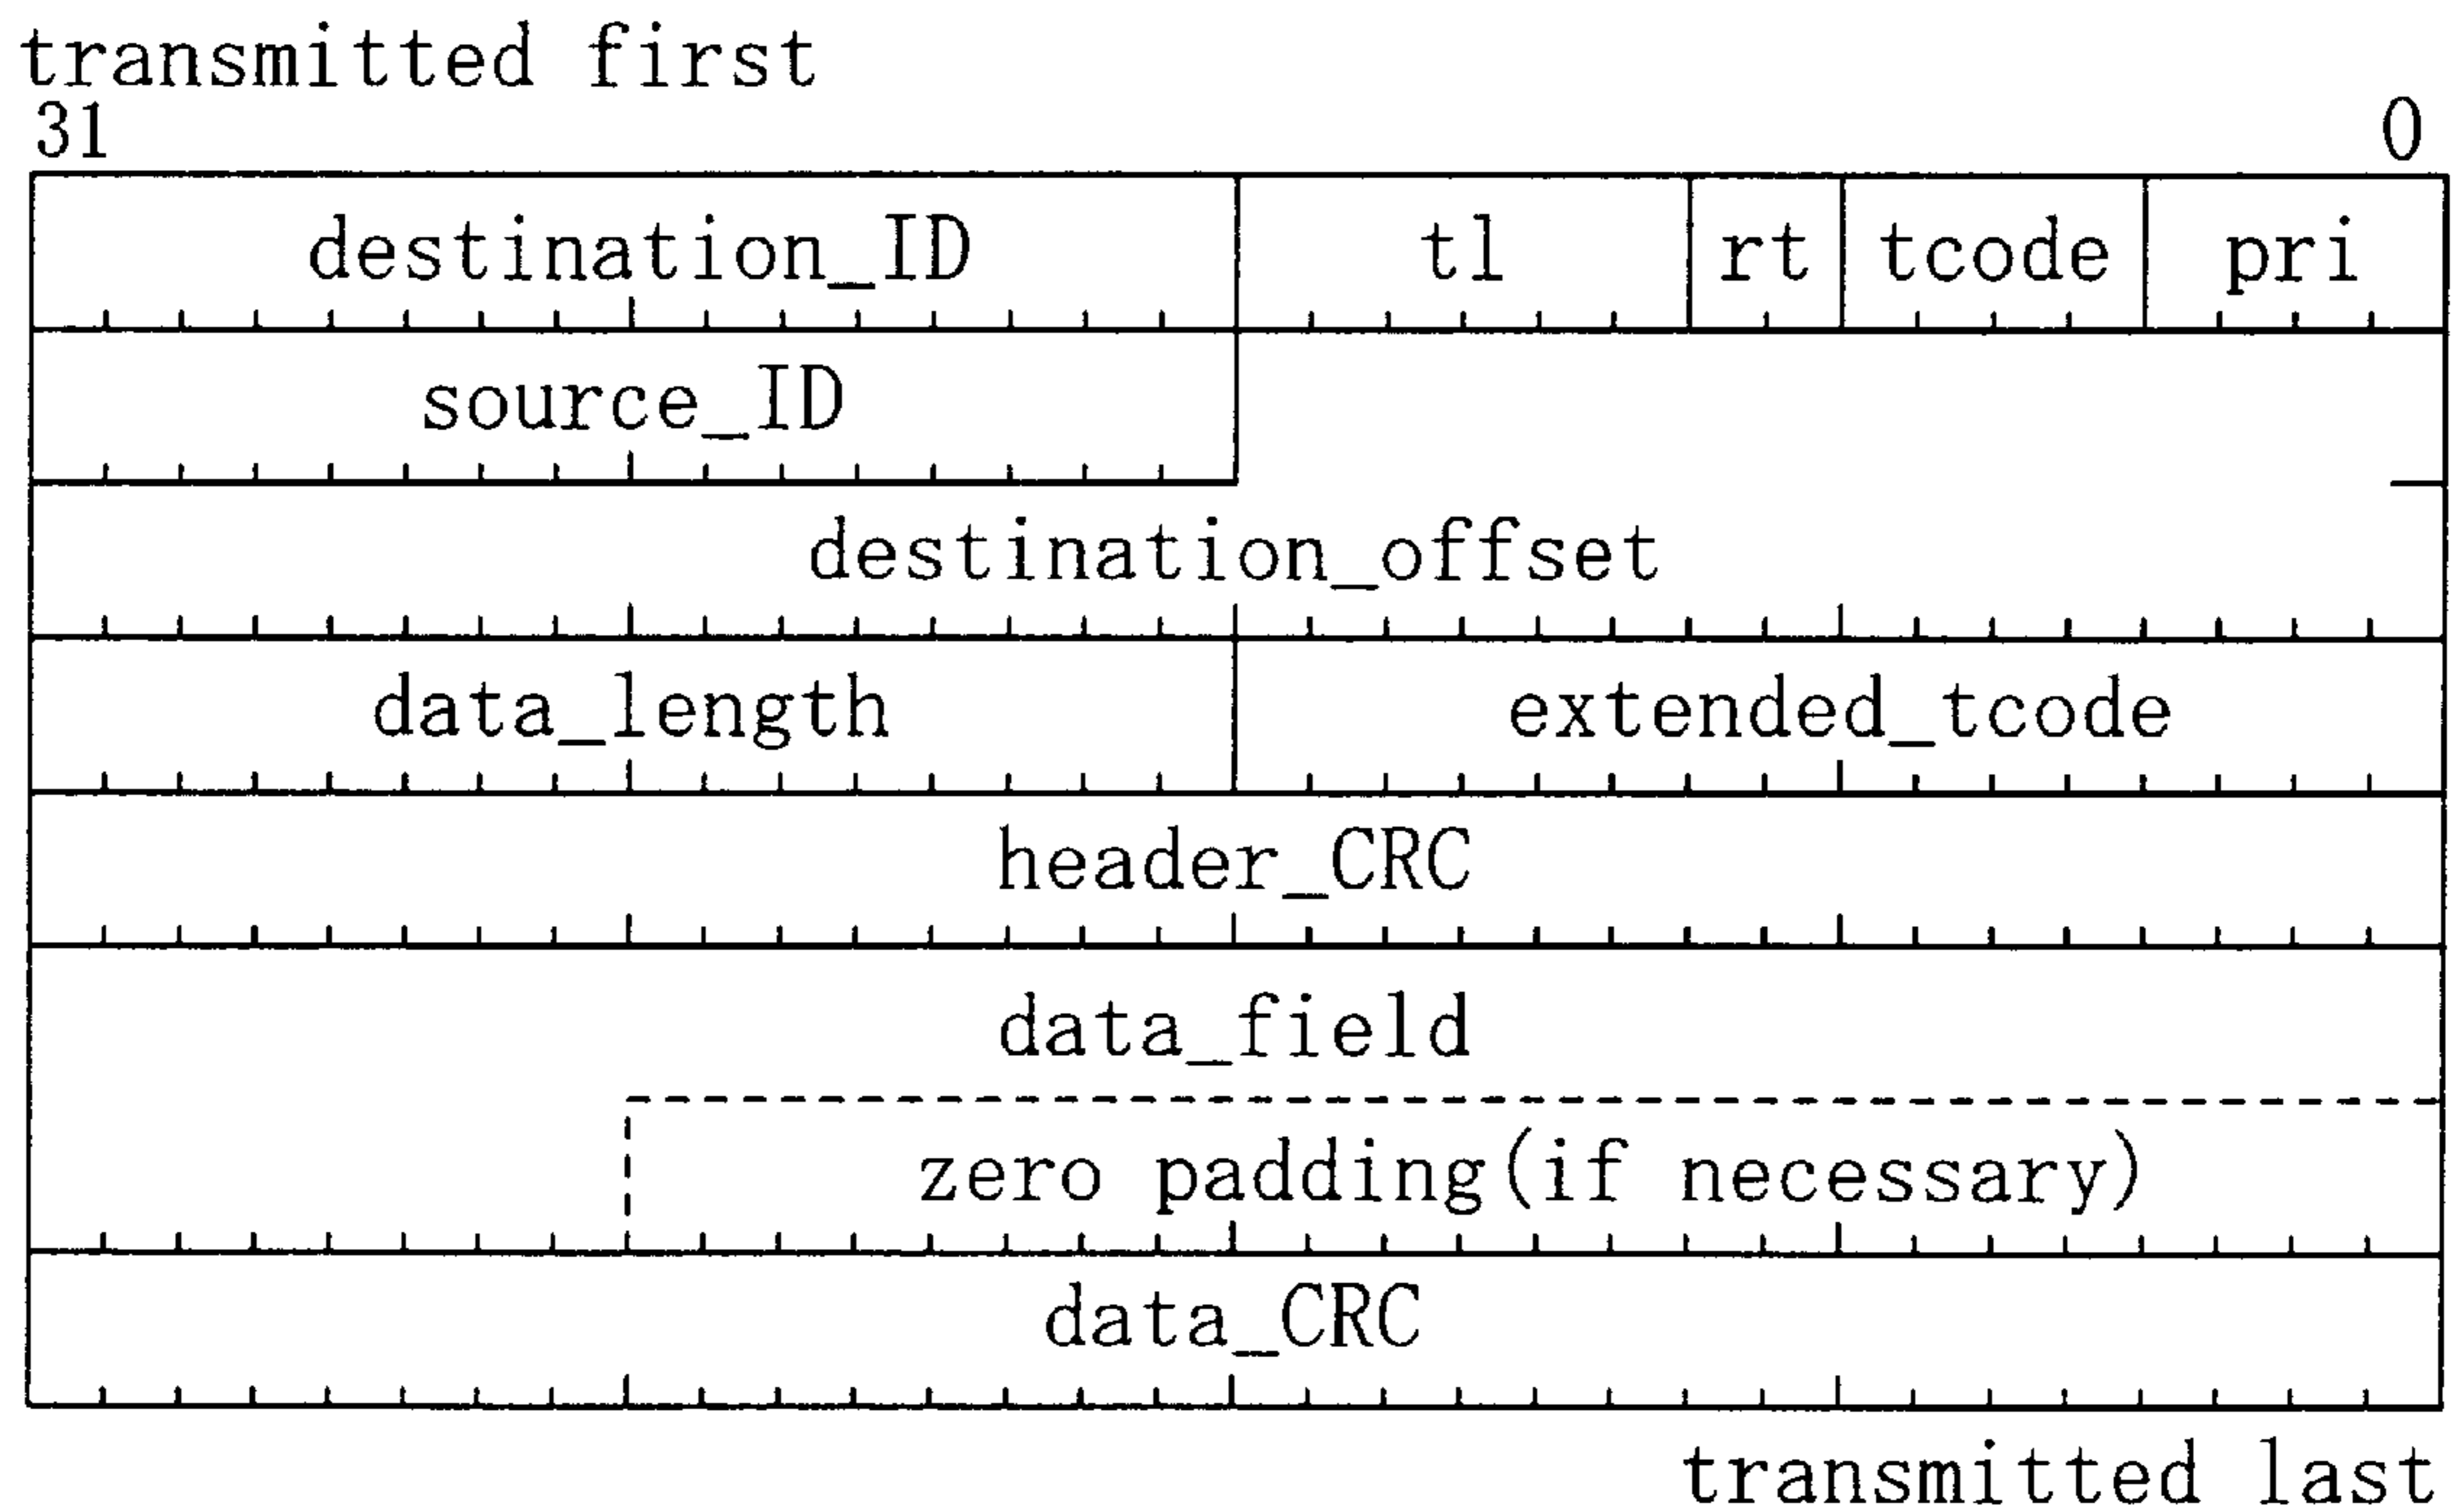 transmitted first
31 0
destination_ID tl rt tcode pri
source_ID
destination_offset
data_length extended_tcode
header_CRC
data_field
zero padding(if necessary)
data_CRC
transmitted last